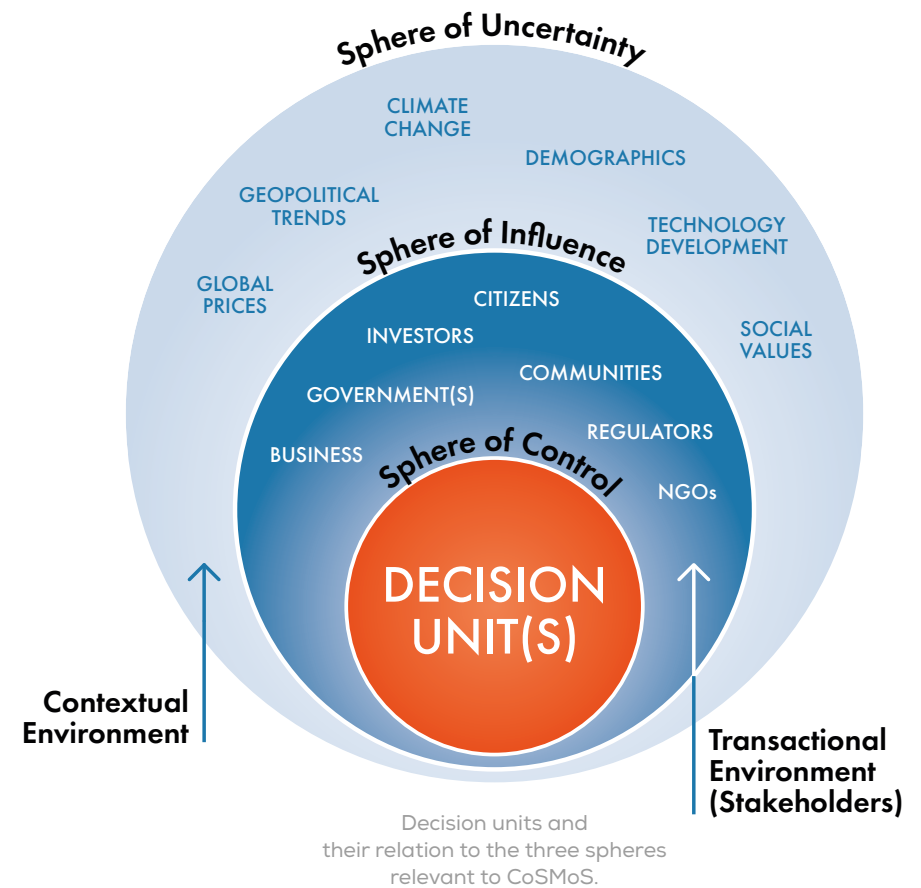 Sphere of Uncertainty
CLIMATE
CHANGE
DEMOGRAPHICS
GEOPOLITICAL
TRENDS
TECHNOLOGY
DEVELOPMENT
GLOBAL
PRICES
SOCIAL
VALUES
Sphere of Influence
CITIZENS
INVESTORS
COMMUNITIES
GOVERNMENT(S)
REGULATORS
BUSINESS
NGOs
Sphere of Control
DECISION
UNIT(S)
Contextual
Environment
Transactional
Environment
(Stakeholders)
Decision units and
their relation to the three spheres
relevant to CoSMoS.